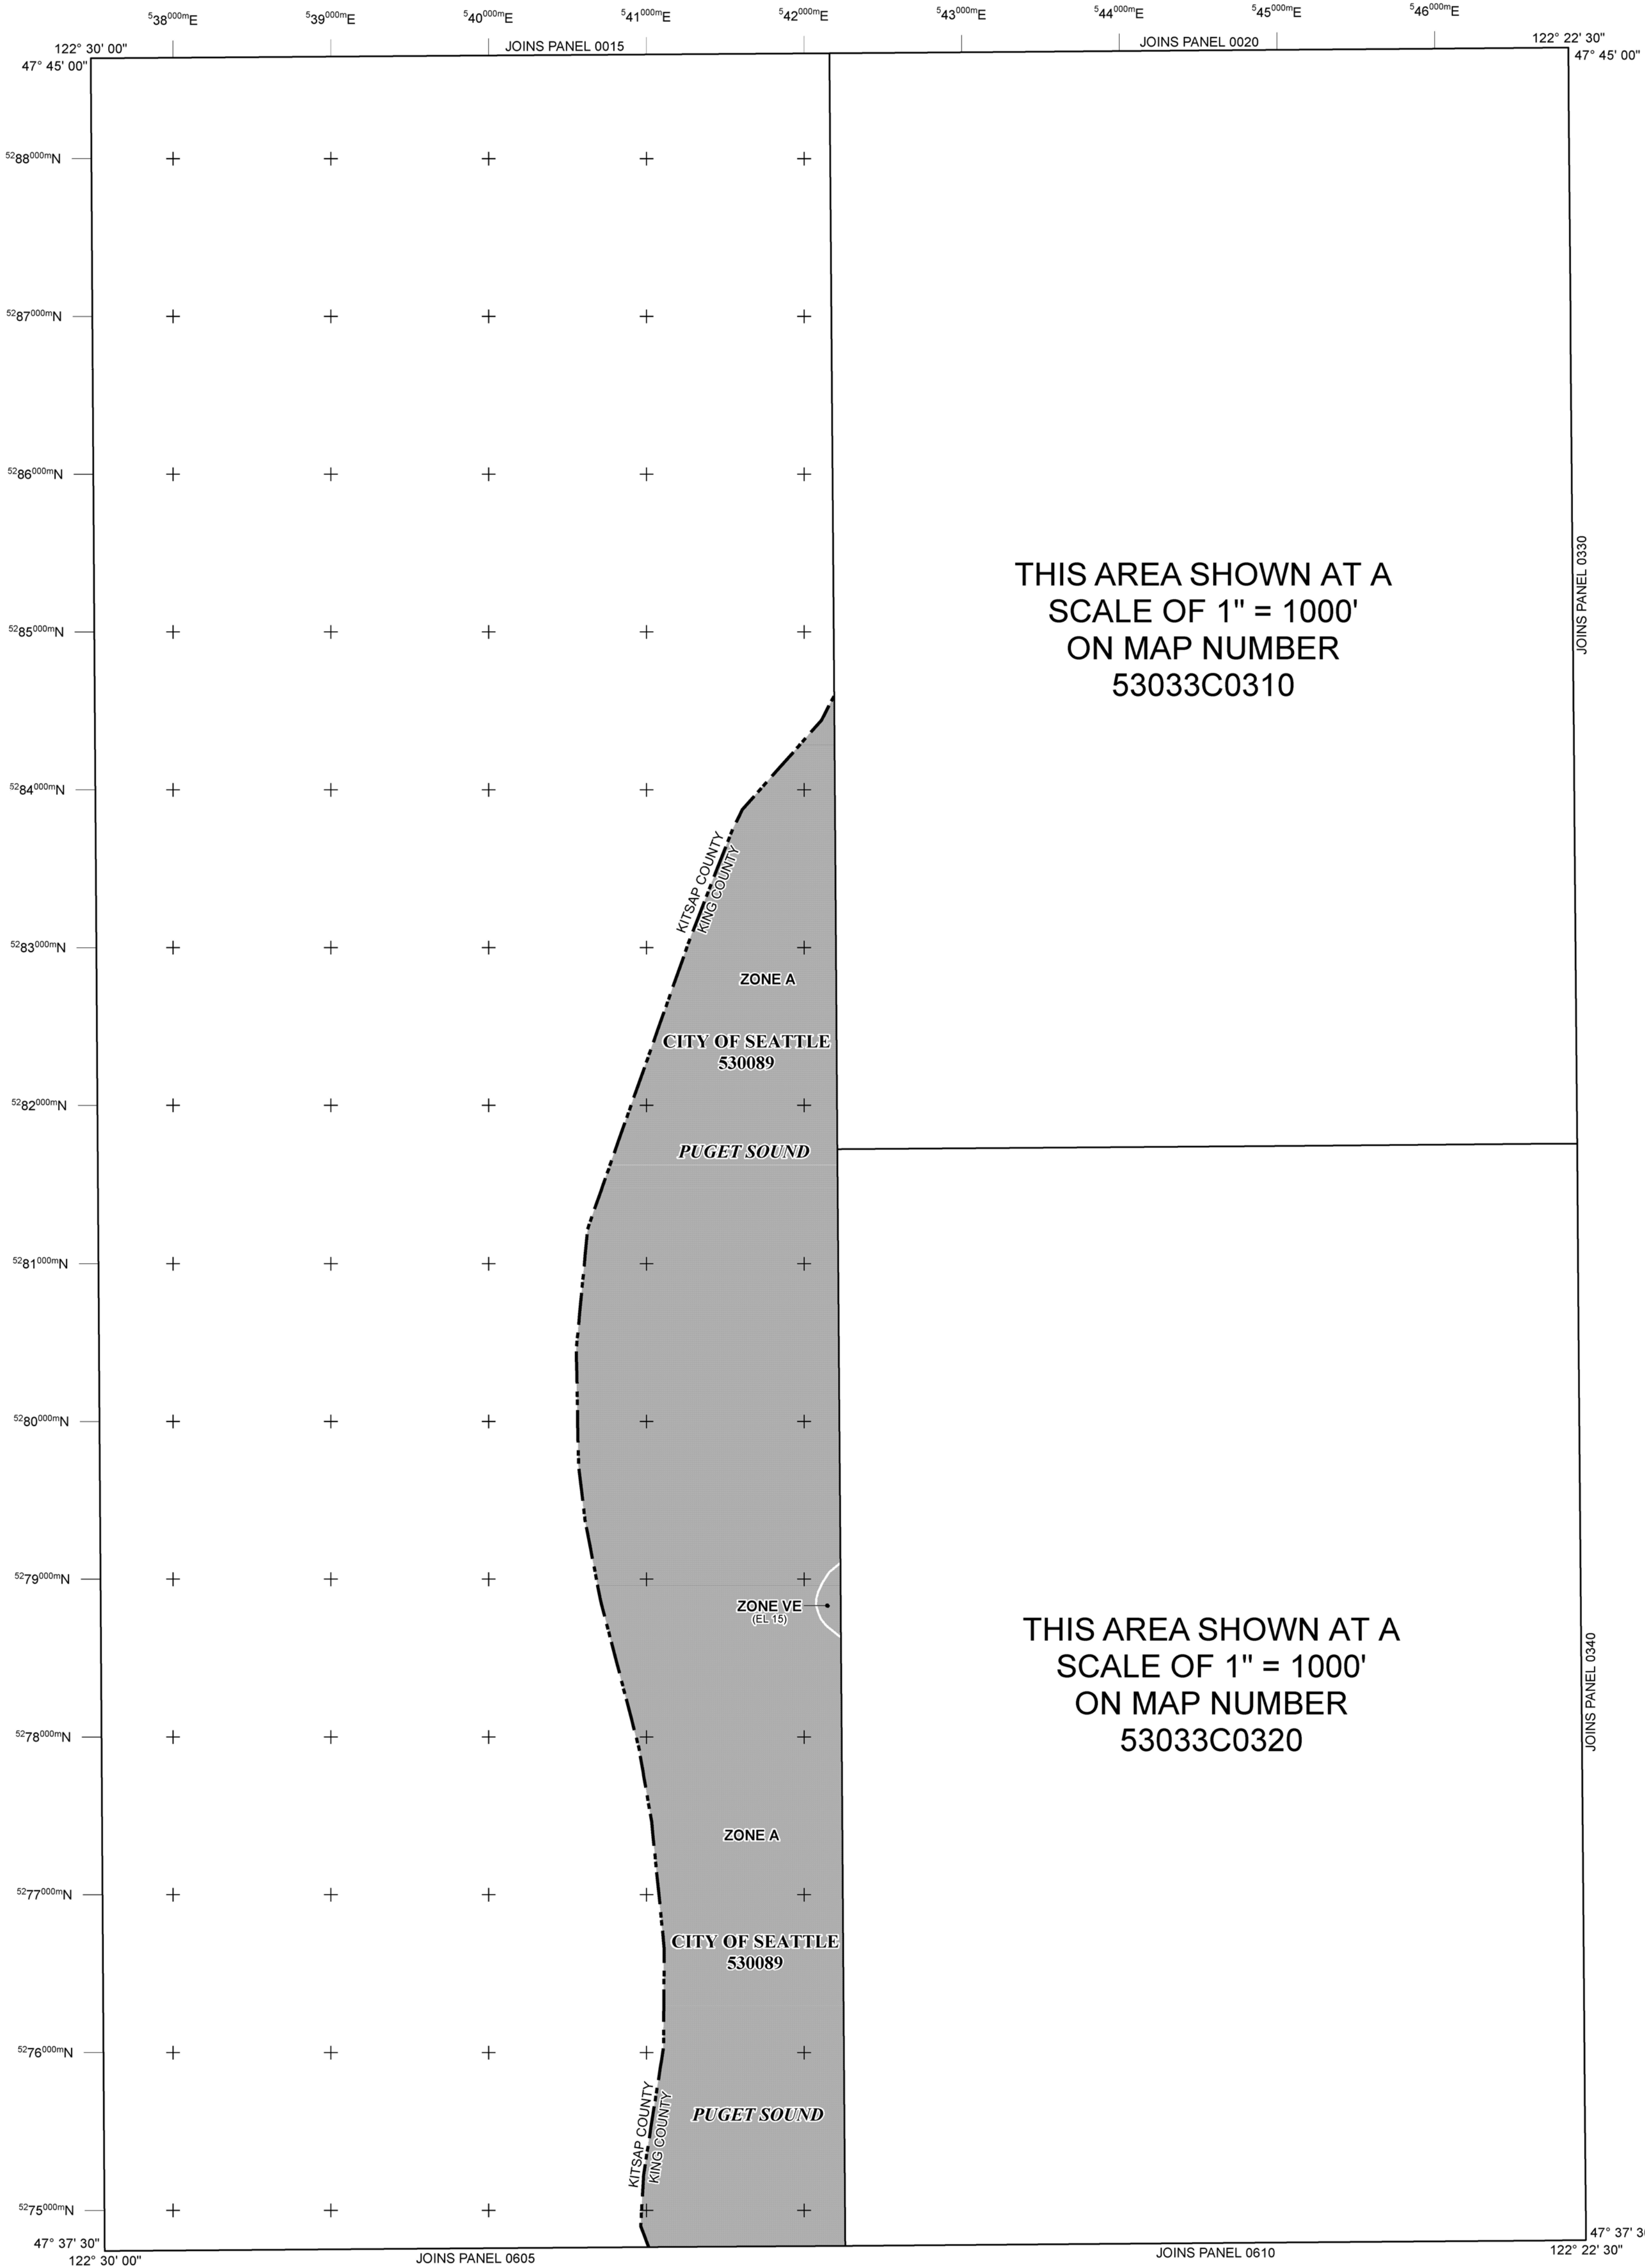 538000mE 539000mE 540000mE 541000mE 542000mE 543000mE 544000mE 545000mE 546000mE
JOINS PANEL 0015 JOINS PANEL 0020
122° 30' 00" 122° 22' 30"
47° 45' 00" 47° 45' 00"
5288000mN
5287000mN
5286000mN
THIS AREA SHOWN AT A
SCALE OF 1" = 1000'
ON MAP NUMBER
53033C0310
JOINS PANEL 0330
5285000mN
5284000mN
KITSAP COUNTY
KING COUNTY
5283000mN
ZONE A
CITY OF SEATTLE
530089
5282000mN
PUGET SOUND
5281000mN
5280000mN
5279000mN
ZONE VE
(EL 15)
THIS AREA SHOWN AT A
SCALE OF 1" = 1000'
ON MAP NUMBER
53033C0320
JOINS PANEL 0340
5278000mN
ZONE A
5277000mN
CITY OF SEATTLE
530089
5276000mN
KITSAP COUNTY
KING COUNTY
PUGET SOUND
5275000mN
47° 37' 30" 47° 37' 3
122° 30' 00" 122° 22' 30"
JOINS PANEL 0605 JOINS PANEL 0610